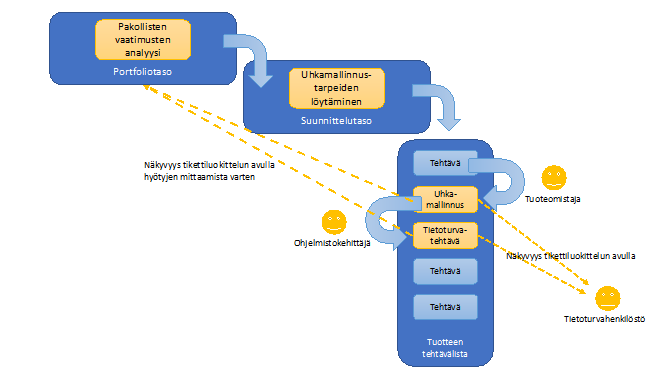 Pakollisten
vaatimusten
analyysi
Portfoliotaso
Uhkamallinnus-
tarpeiden
löytäminen
Suunnittelutaso
Näkyvyys tikettiluokittelun avulla
hyötyjen mittaamista varten
Tehtävä
Uhka-
mallinnus
Tuoteomistaja
Tietoturva-
tehtävä
Ohjelmistokehittäjä
Näkyvyys tikettiluokittelun avulla
Tehtävä
Tehtävä
Tietoturvahenkilöstö
Tuotteen
tehtävälista